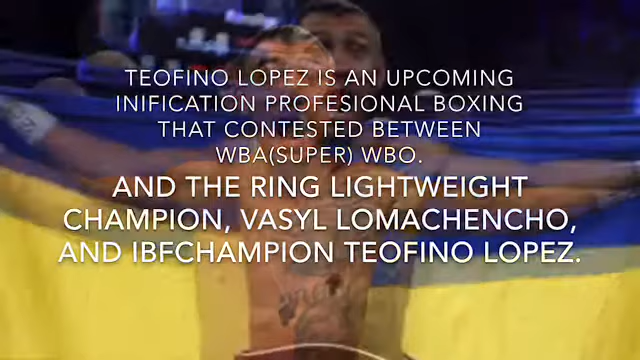 TEOFINO LOPEZ IS AN UPCOMING
INIFICATION PROFESIONAL BOXING
THAT CONTESTED BETWEEN
WBA(SUPER) WBO.
AND THE RING LIGHTWEIGHT
CHAMPION, VASYL LOMACHENCHO,
AND IBFCHAMPION TEOFINO LOPEZ.